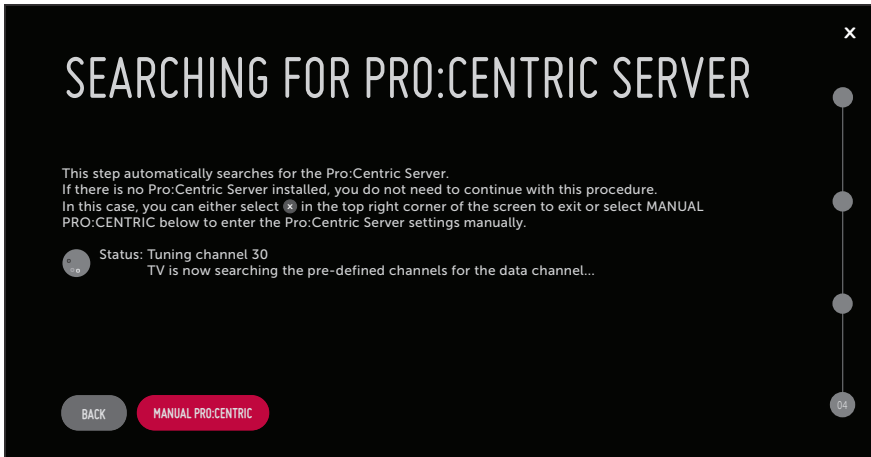 X
SEARCHING FOR PRO:CENTRIC SERVER
This step automatically searches for the Pro:Centric Server.
If there is no Pro:Centric Server installed, you do not need to continue with this procedure.
In this case, you can either select x in the top right corner of the screen to exit or select MANUAL
PRO:CENTRIC below to enter the Pro:Centric Server settings manually.
Status: Tuning channel 30
TV is now searching the pre-defined channels for the data channel...
BACK MANUAL PRO:CENTRIC
04